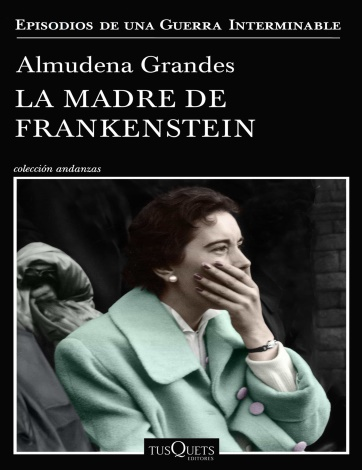 EPISODIOS DE UNA GUERRA INTERMINABLE
Almudena Grandes
LA MADRE DE
FRANKENSTEIN
colección andanzas
TUSQUETS
EDITORES